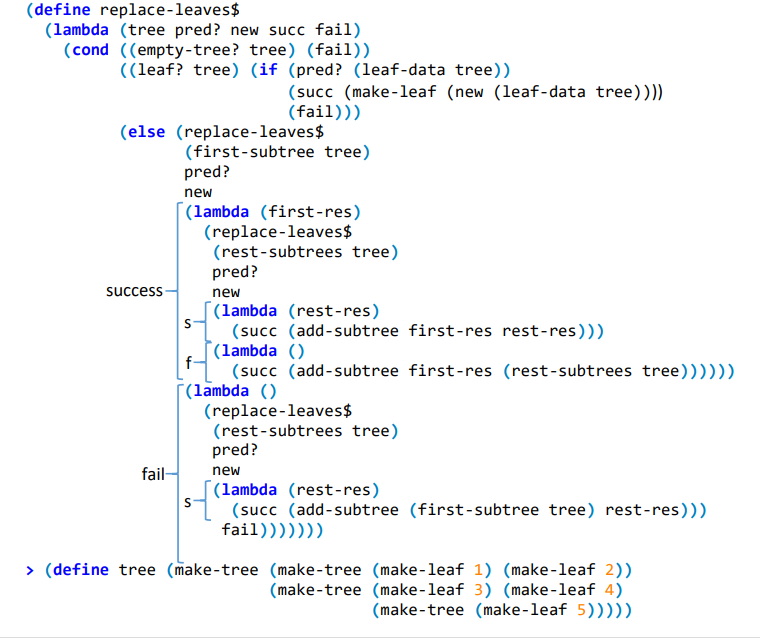 (define replace-leaves$
(lambda (tree pred? new succ fail)
(cond ((empty-tree? tree) (fail))
((leaf? tree) (if (pred? (leaf-data tree))
(succ (make-leaf (new (leaf-data tree))))
(fail)))
(else (replace-leaves$
(first-subtree tree)
pred?
new
(lambda (first-res)
(replace-leaves$
(rest-subtrees tree)
pred?
success
new
s
(lambda (rest-res)
(succ (add-subtree first-res rest-res)))
f
(lambda ()
(succ (add-subtree first-res (rest-subtrees tree))))))
(lambda ()
(replace-leaves$
(rest-subtrees tree)
pred?
fail
new
s
(lambda (rest-res)
(succ (add-subtree (first-subtree tree) rest-res)))
fail)))))))
> (define tree (make-tree (make-tree (make-leaf 1) (make-leaf 2))
(make-tree (make-leaf 3) (make-leaf 4)
(make-tree (make-leaf 5)))))